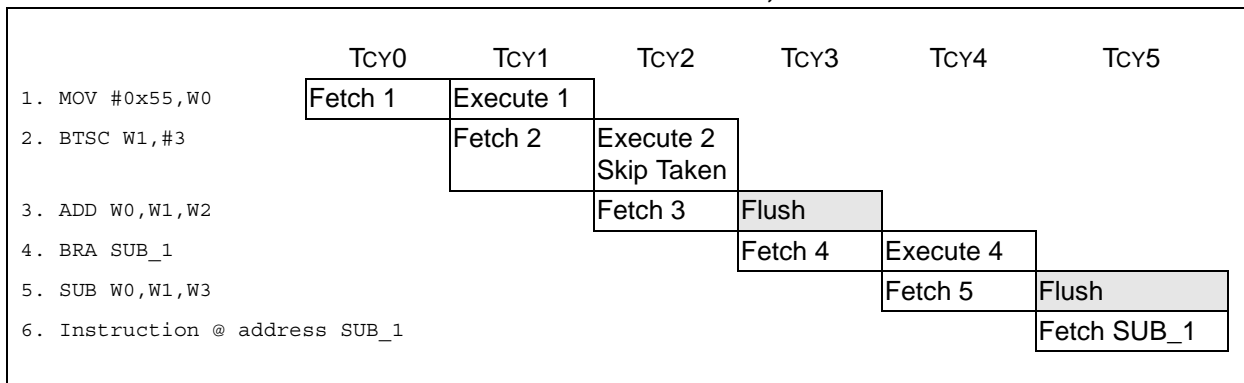 TCY0 TCY1 TCY2 TCY3 TCY4 TCY5
1. MOV #0x55,W0 Fetch 1 Execute 1
2. BTSC W1,#3 Fetch 2 Execute 2
Skip Taken
3. ADD W0,W1,W2 Fetch 3 Flush
4. BRA SUB_1 Fetch 4 Execute 4
5. SUB W0,W1,W3 Fetch 5 Flush
6. Instruction @ address SUB_1 Fetch SUB_1